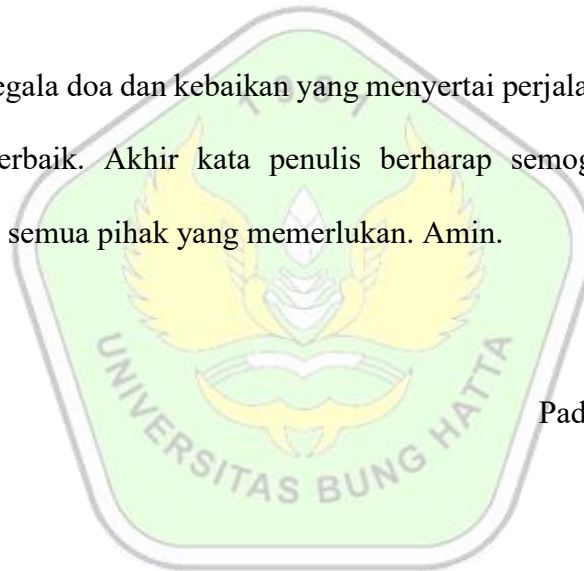 egala doa dan kebaikan yang menyertai perjala
erbaik. Akhir kata penulis berharap semog
semua pihak yang memerlukan. Amin.
Pad
1981
UNIVERSITAS BUNG HATTA